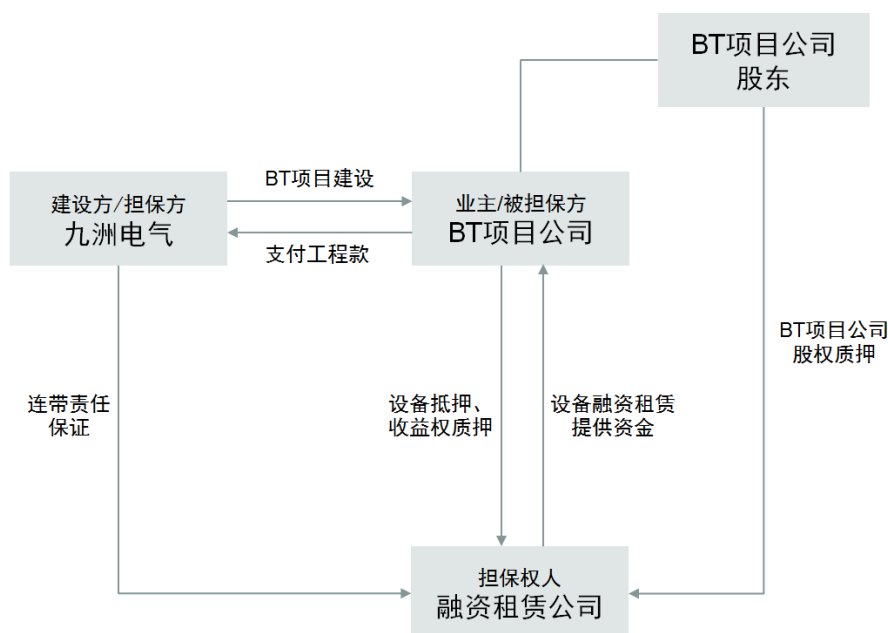 BT项目公司
股东
BT项目建设
建设方/担保方
九洲电气
业主/被担保方
BT项目公司
支付工程款
BT项目公司
股权质押
连带责任
保证
设备抵押、
收益权质押
设备融资租赁
提供资金
担保权人
融资租赁公司